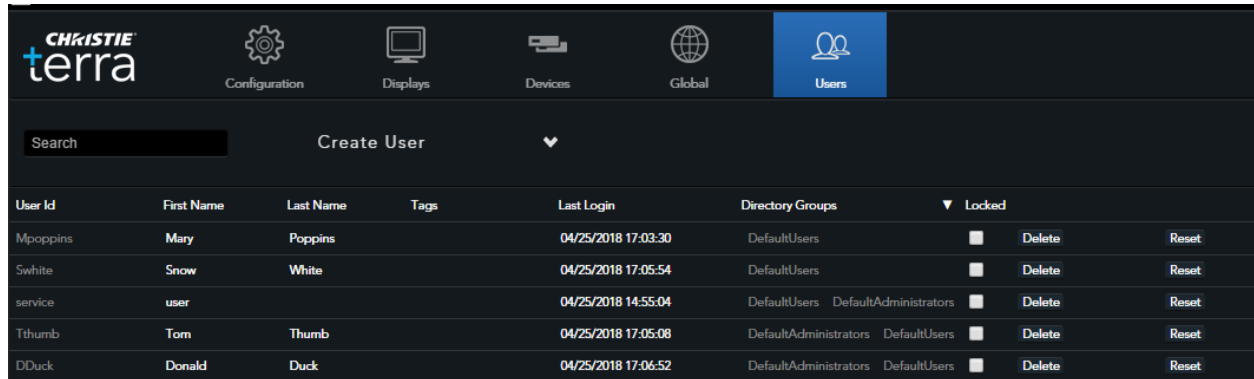 CHRISTIE
terra
Configuration Displays Devices Global Users
Search Create User
User Id First Name Last Name Tags Last Login Directory Groups ▼ Locked
Mpoppins Mary Poppins 04/25/2018 17:03:30 DefaultUsers Delete Reset
Swhite Snow White 04/25/2018 17:05:54 DefaultUsers Delete Reset
service user 04/25/2018 14:55:04 DefaultUsers DefaultAdministrators Delete Reset
Tthumb Tom Thumb 04/25/2018 17:05:08 DefaultAdministrators DefaultUsers Delete Reset
DDuck Donald Duck 04/25/2018 17:06:52 DefaultAdministrators DefaultUsers Delete Reset